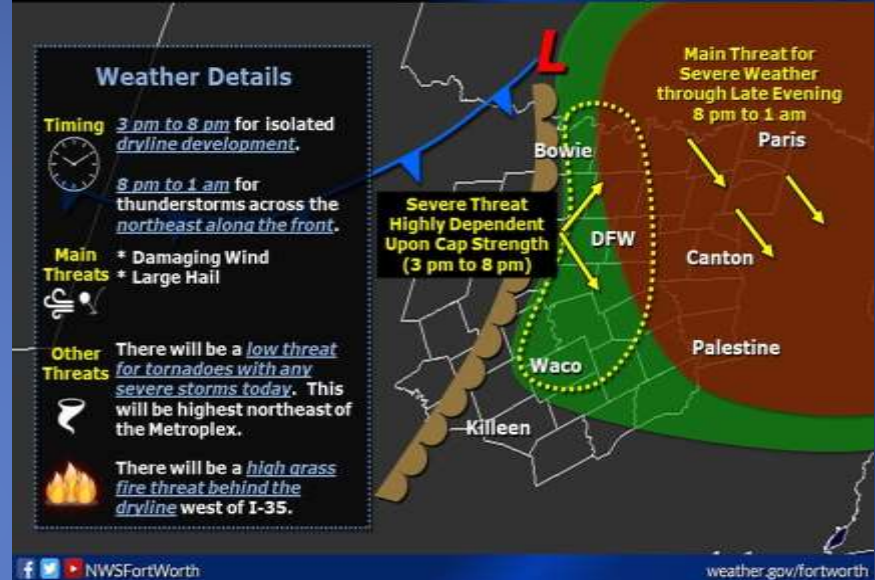 Weather Details
Timing
3 pm to 8 pm for isolated
dryline development.
8 pm to 1 am for
thunderstorms across the
northeast along the front.
Main
Threats
* Damaging Wind
* Large Hail
Other
Threats
There will be a low threat
for tornadoes with any
severe storms today. This
will be highest northeast of
the Metroplex.
There will be a high grass
fire threat behind the
dryline west of I-35.
L
Main Threat for
Severe Weather
through Late Evening
8 pm to 1 am
Bowie
Paris
Severe Threat
Highly Dependent
Upon Cap Strength
(3 pm to 8 pm)
DFW
Canton
Palestine
Waco
Killeen
NWSFortWorth
weather.gov/fortworth